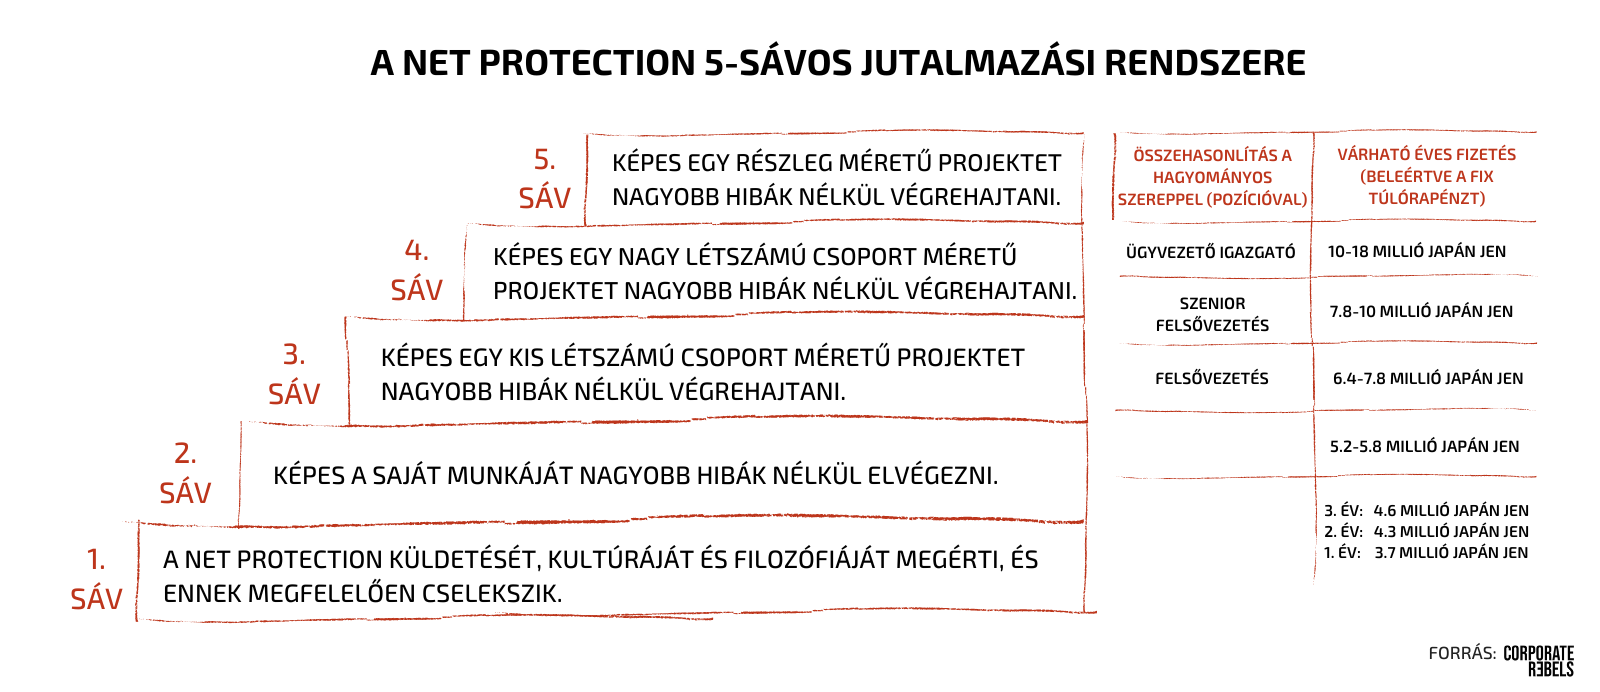 A NET PROTECTION 5-SÁVOS JUTALMAZÁSI RENDSZERE
5.
SÁV
KÉPES EGY RÉSZLEG MÉRETŰ PROJEKTET
NAGYOBB HIBÁK NÉLKÜL VÉGREHAJTANI.
4.
SÁV
KÉPES EGY NAGY LÉTSZÁMÚ CSOPORT MÉRETŰ
PROJEKTET NAGYOBB HIBÁK NÉLKÜL VÉGREHAJTANI.
3.
SÁV
KÉPES EGY KIS LÉTSZÁMÚ CSOPORT MÉRETŰ PROJEKTET
NAGYOBB HIBÁK NÉLKÜL VÉGREHAJTANI.
2.
SÁV
KÉPES A SAJÁT MUNKÁJÁT NAGYOBB HIBÁK NÉLKÜL ELVÉGEZNI.
1.
SÁV
A NET PROTECTION KÜLDETÉSÉT, KULTÚRÁJÁT ÉS FILOZÓFIÁJÁT MEGÉRTI, ÉS
ENNEK MEGFELELŐEN CSELEKSZIK.
ÖSSZEHASONLÍTÁS A
HAGYOMÁNYOS
SZEREPPEL (POZÍCIÓVAL)
VÁRHATÓ ÉVES FIZETÉS
(BELEÉRTVE A FIX
TÚLÓRAPÉNZT)
ÜGYVEZETŐ IGAZGATÓ
10-18 MILLIÓ JAPÁN JEN
SZENIOR
FELSŐVEZETÉS
7.8-10 MILLIÓ JAPÁN JEN
FELSŐVEZETÉS
6.4-7.8 MILLIÓ JAPÁN JEN
5.2-5.8 MILLIÓ JAPÁN JEN
3. ÉV: 4.6 MILLIÓ JAPÁN JEN
2. ÉV: 4.3 MILLIÓ JAPÁN JEN
1. ÉV: 3.7 MILLIÓ JAPÁN JEN
FORRÁS: CORPORATE
REBELS